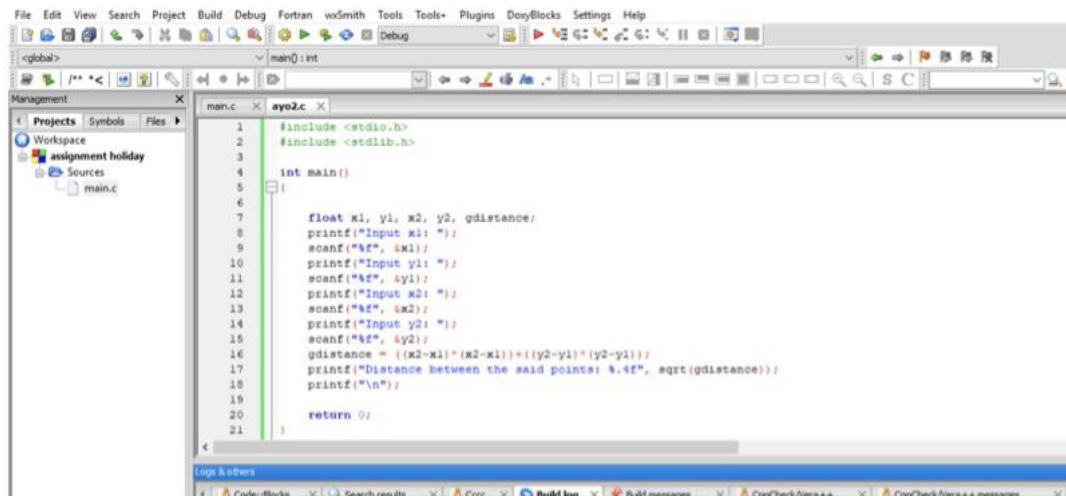 File Edit View Search Project Build Debug Fortran wxSmith Tools Tools+ Plugins DoxyBlocks Settings Help
Debug
<global> main() : int
/** *< S C
Management
Projects Symbols Files
Workspace
assignment holiday
Sources
main.c
main.c ayo2.c
1 #include <stdio.h>
2 #include <stdlib.h>
3
4 int main()
5 {
6
7 float x1, y1, x2, y2, gdistance;
8 printf("Input x1: ");
9 scanf("%f", &x1);
10 printf("Input y1: ");
11 scanf("%f", &y1);
12 printf("Input x2: ");
13 scanf("%f", &x2);
14 printf("Input y2: ");
15 scanf("%f", &y2);
16 gdistance = ((x2-x1)*(x2-x1))+((y2-y1)*(y2-y1));
17 printf("Distance between the said points: %.4f", sqrt(gdistance));
18 printf("\n");
19
20 return 0;
21 }
Logs & others
Code::Blocks Search results Cccc Build log Build messages CppCheck/Vera++ CppCheck/Vera++ messages